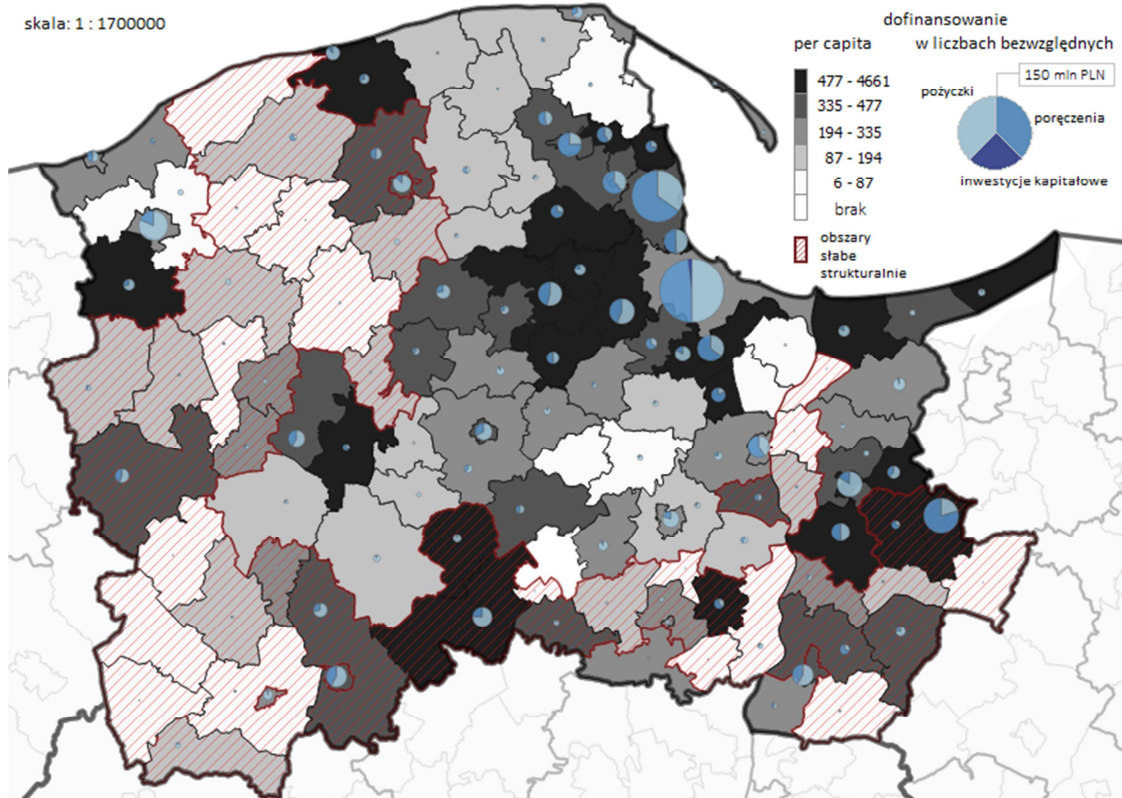 skala: 1 : 1700000
dofinansowanie
per capita
w liczbach bezwzględnych
477 - 4661
335 - 477
194 - 335
87 - 194
6 - 87
brak
obszary
słabe
strukturalnie
150 mln PLN
pożyczki
poręczenia
inwestycje kapitałowe